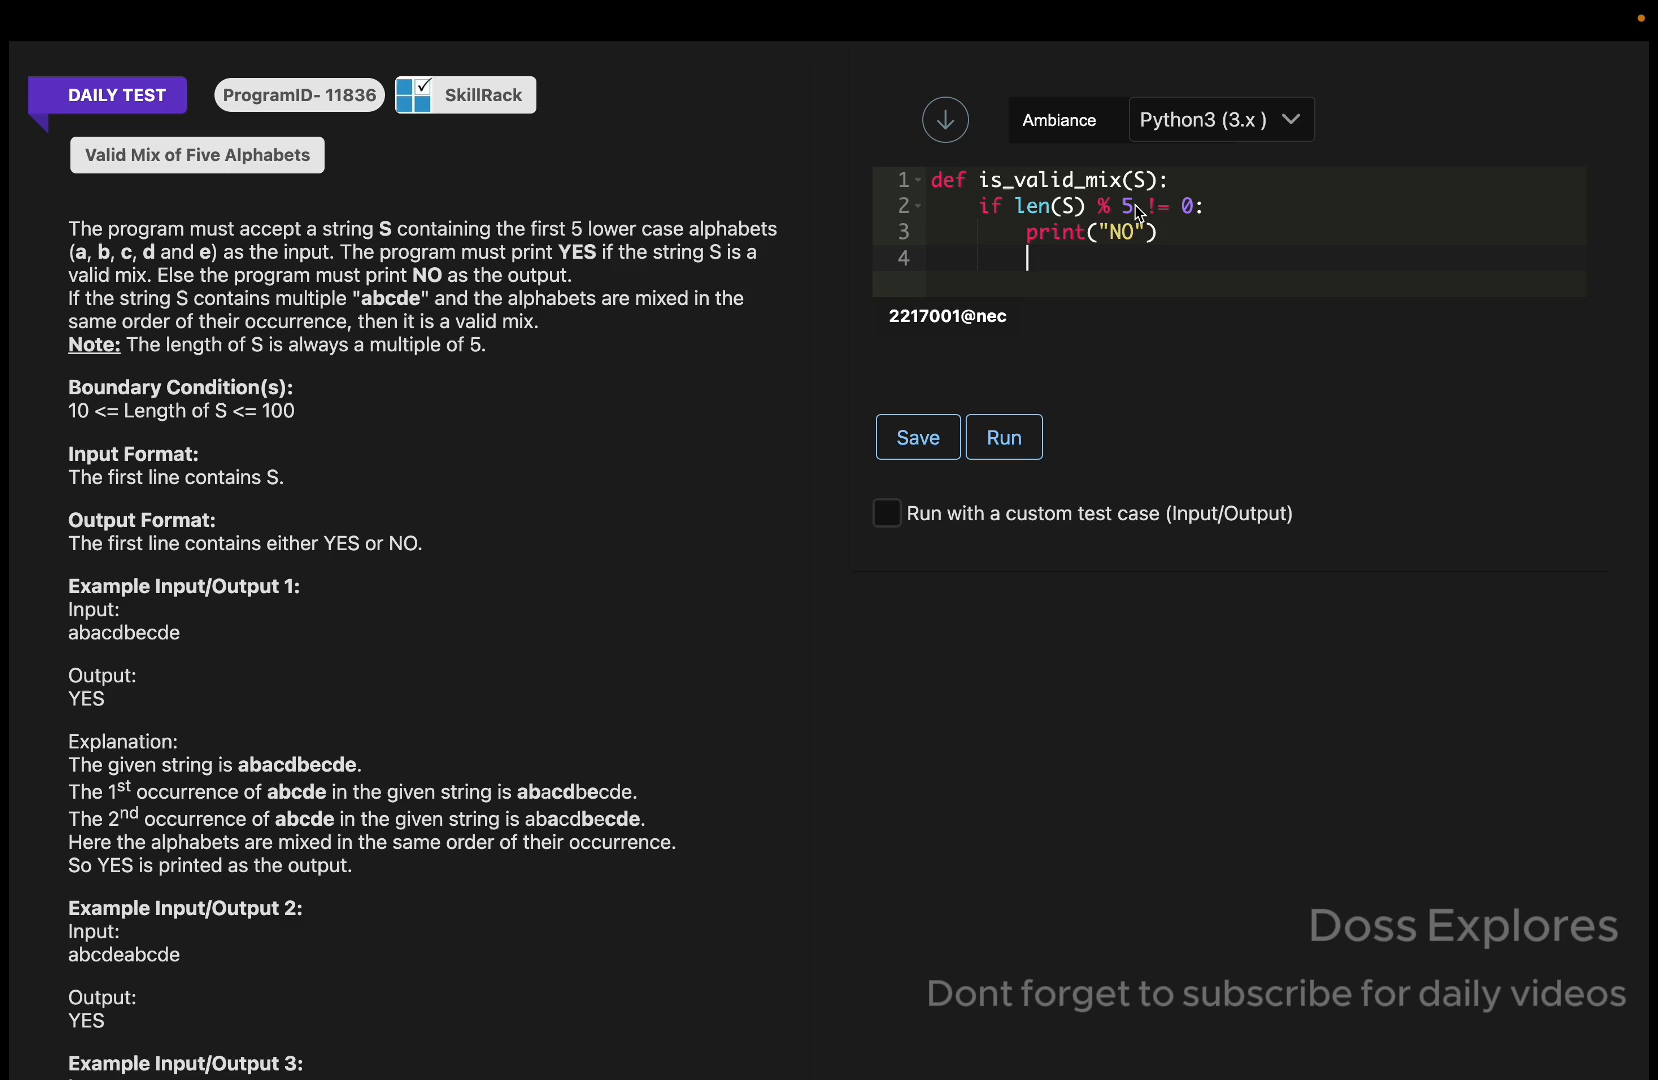 DAILY TEST
ProgramID- 11836
SkillRack
Valid Mix of Five Alphabets
The program must accept a string S containing the first 5 lower case alphabets
(a, b, c, d and e) as the input. The program must print YES if the string S is a
valid mix. Else the program must print NO as the output.
If the string S contains multiple "abcde" and the alphabets are mixed in the
same order of their occurrence, then it is a valid mix.
Note: The length of S is always a multiple of 5.
Boundary Condition(s):
10 <= Length of S <= 100
Input Format:
The first line contains S.
Output Format:
The first line contains either YES or NO.
Example Input/Output 1:
Input:
abacdbecde
Output:
YES
Explanation:
The given string is abacdbecde.
The 1st occurrence of abcde in the given string is abacdbecde.
The 2nd occurrence of abcde in the given string is abacdbecde.
Here the alphabets are mixed in the same order of their occurrence.
So YES is printed as the output.
Example Input/Output 2:
Input:
abcdeabcde
Output:
YES
Example Input/Output 3:
Ambiance
Python3 (3.x )
1 def is_valid_mix(S):
2 if len(S) % 5 != 0:
3 print("NO")
4
2217001@nec
Save
Run
Run with a custom test case (Input/Output)
Doss Explores
Dont forget to subscribe for daily videos